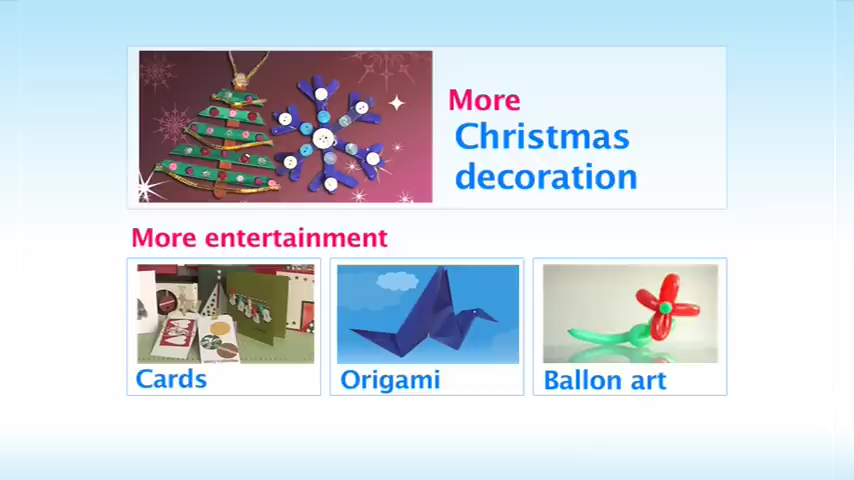 More
Christmas
decoration
More entertainment
Cards
Origami
Ballon art